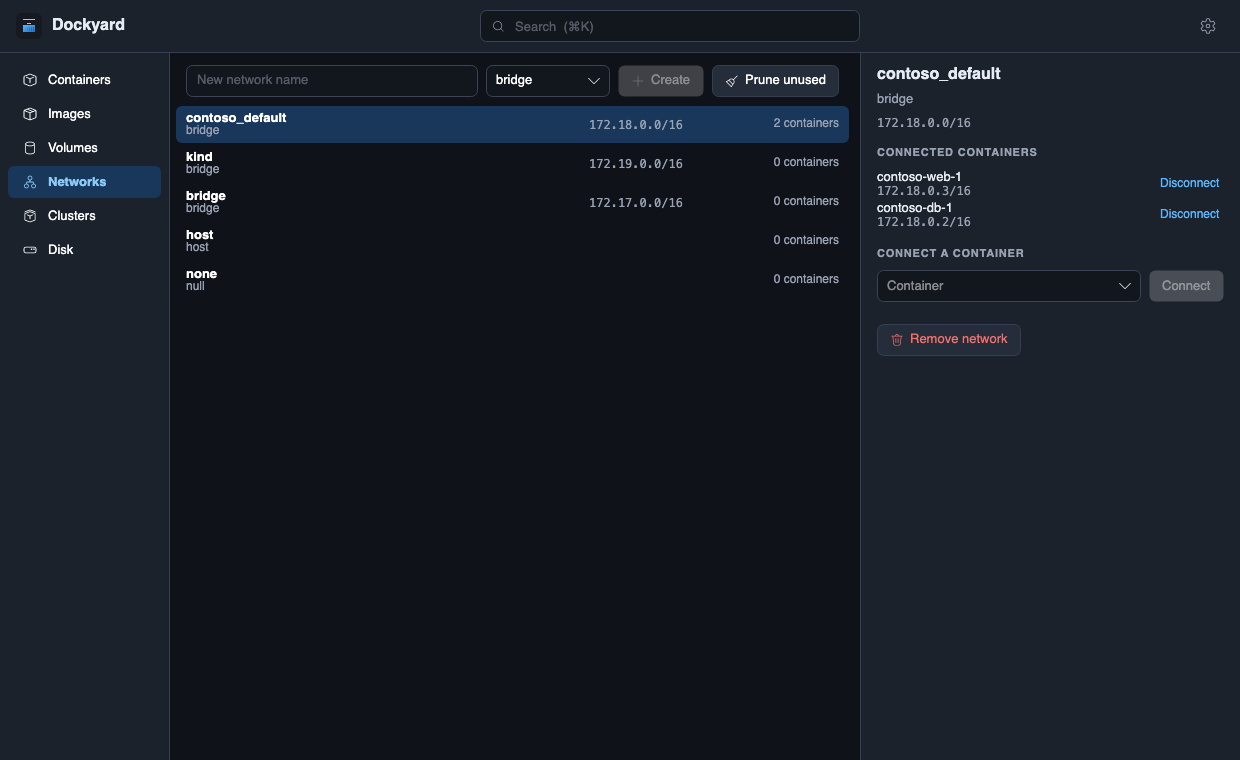 Dockyard
Search (⌘K)
Containers
Images
Volumes
Networks
Clusters
Disk
New network name
bridge
Create
Prune unused
contoso_default
bridge
172.18.0.0/16
2 containers
kind
bridge
172.19.0.0/16
0 containers
bridge
bridge
172.17.0.0/16
0 containers
host
host
0 containers
none
null
0 containers
contoso_default
bridge
172.18.0.0/16
CONNECTED CONTAINERS
contoso-web-1
172.18.0.3/16
Disconnect
contoso-db-1
172.18.0.2/16
Disconnect
CONNECT A CONTAINER
Container
Connect
Remove network